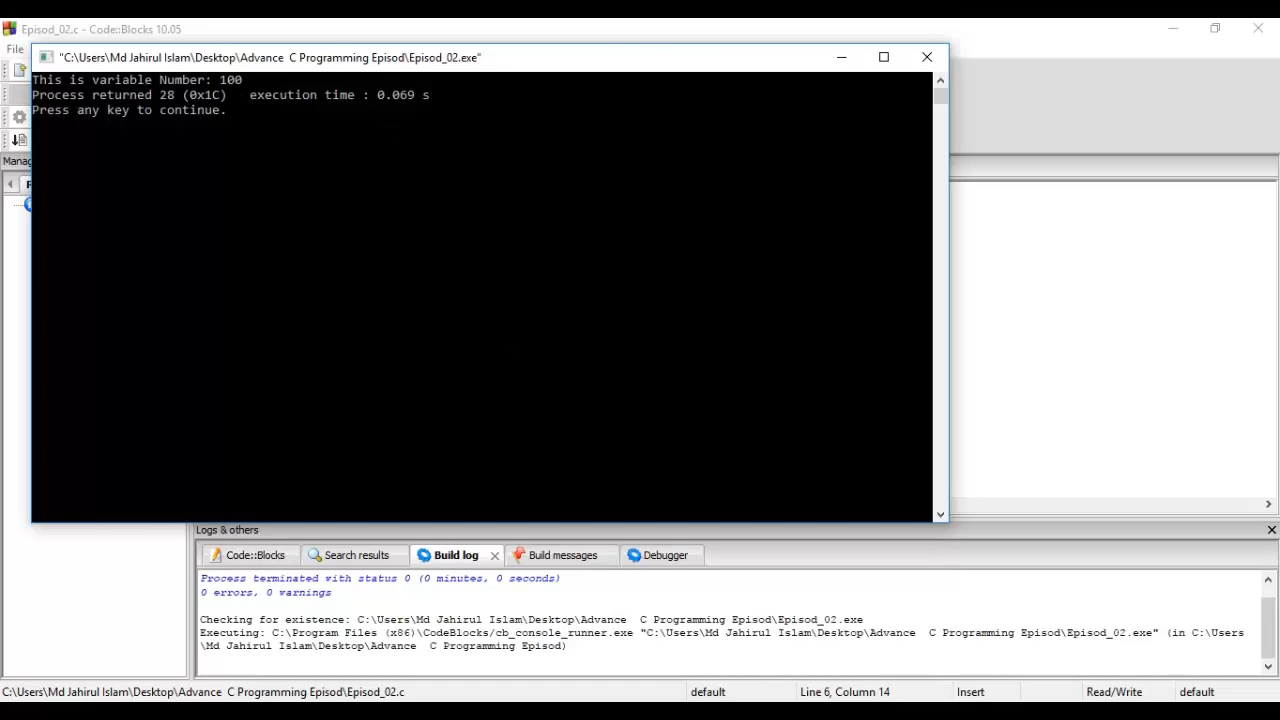 Episod_02.c - Code::Blocks 10.05
File
"C:\Users\Md Jahirul Islam\Desktop\Advance  C Programming Episod\Episod_02.exe"
This is variable Number: 100
Process returned 28 (0x1C)   execution time : 0.069 s
Press any key to continue.
Manag
Logs & others
Code::Blocks Search results Build log Build messages Debugger
Process terminated with status 0 (0 minutes, 0 seconds)
0 errors, 0 warnings
Checking for existence: C:\Users\Md Jahirul Islam\Desktop\Advance  C Programming Episod\Episod_02.exe
Executing: C:\Program Files (x86)\CodeBlocks/cb_console_runner.exe "C:\Users\Md Jahirul Islam\Desktop\Advance  C Programming Episod\Episod_02.exe" (in C:\Users
\Md Jahirul Islam\Desktop\Advance  C Programming Episod)
C:\Users\Md Jahirul Islam\Desktop\Advance  C Programming Episod\Episod_02.c default Line 6, Column 14 Insert Read/Write default